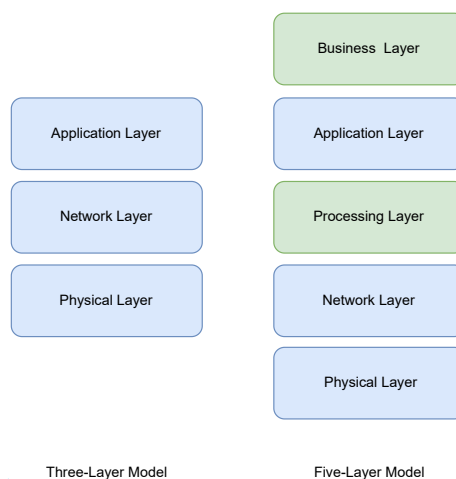 Business Layer
Application Layer
Application Layer
Network Layer
Processing Layer
Physical Layer
Network Layer
Physical Layer
Three-Layer Model
Five-Layer Model